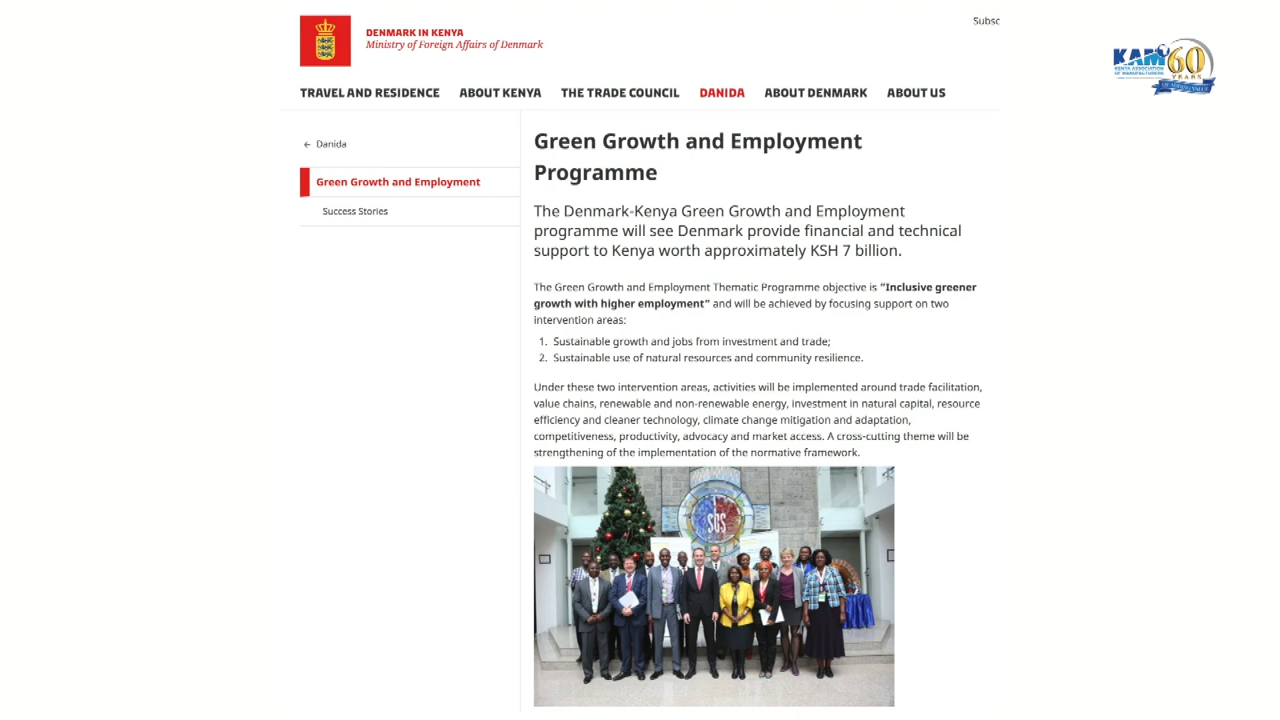 DENMARK IN KENYA
Ministry of Foreign Affairs of Denmark
Subsc
KAM 60
KENYA ASSOCIATION
OF MANUFACTURERS
YEARS
OF ADDING VALUE
TRAVEL AND RESIDENCE ABOUT KENYA THE TRADE COUNCIL DANIDA ABOUT DENMARK ABOUT US
← Danida
Green Growth and Employment
Success Stories
Green Growth and Employment
Programme
The Denmark-Kenya Green Growth and Employment
programme will see Denmark provide financial and technical
support to Kenya worth approximately KSH 7 billion.
The Green Growth and Employment Thematic Programme objective is "Inclusive greener
growth with higher employment" and will be achieved by focusing support on two
intervention areas:
1. Sustainable growth and jobs from investment and trade;
2. Sustainable use of natural resources and community resilience.
Under these two intervention areas, activities will be implemented around trade facilitation,
value chains, renewable and non-renewable energy, investment in natural capital, resource
efficiency and cleaner technology, climate change mitigation and adaptation,
competitiveness, productivity, advocacy and market access. A cross-cutting theme will be
strengthening of the implementation of the normative framework.